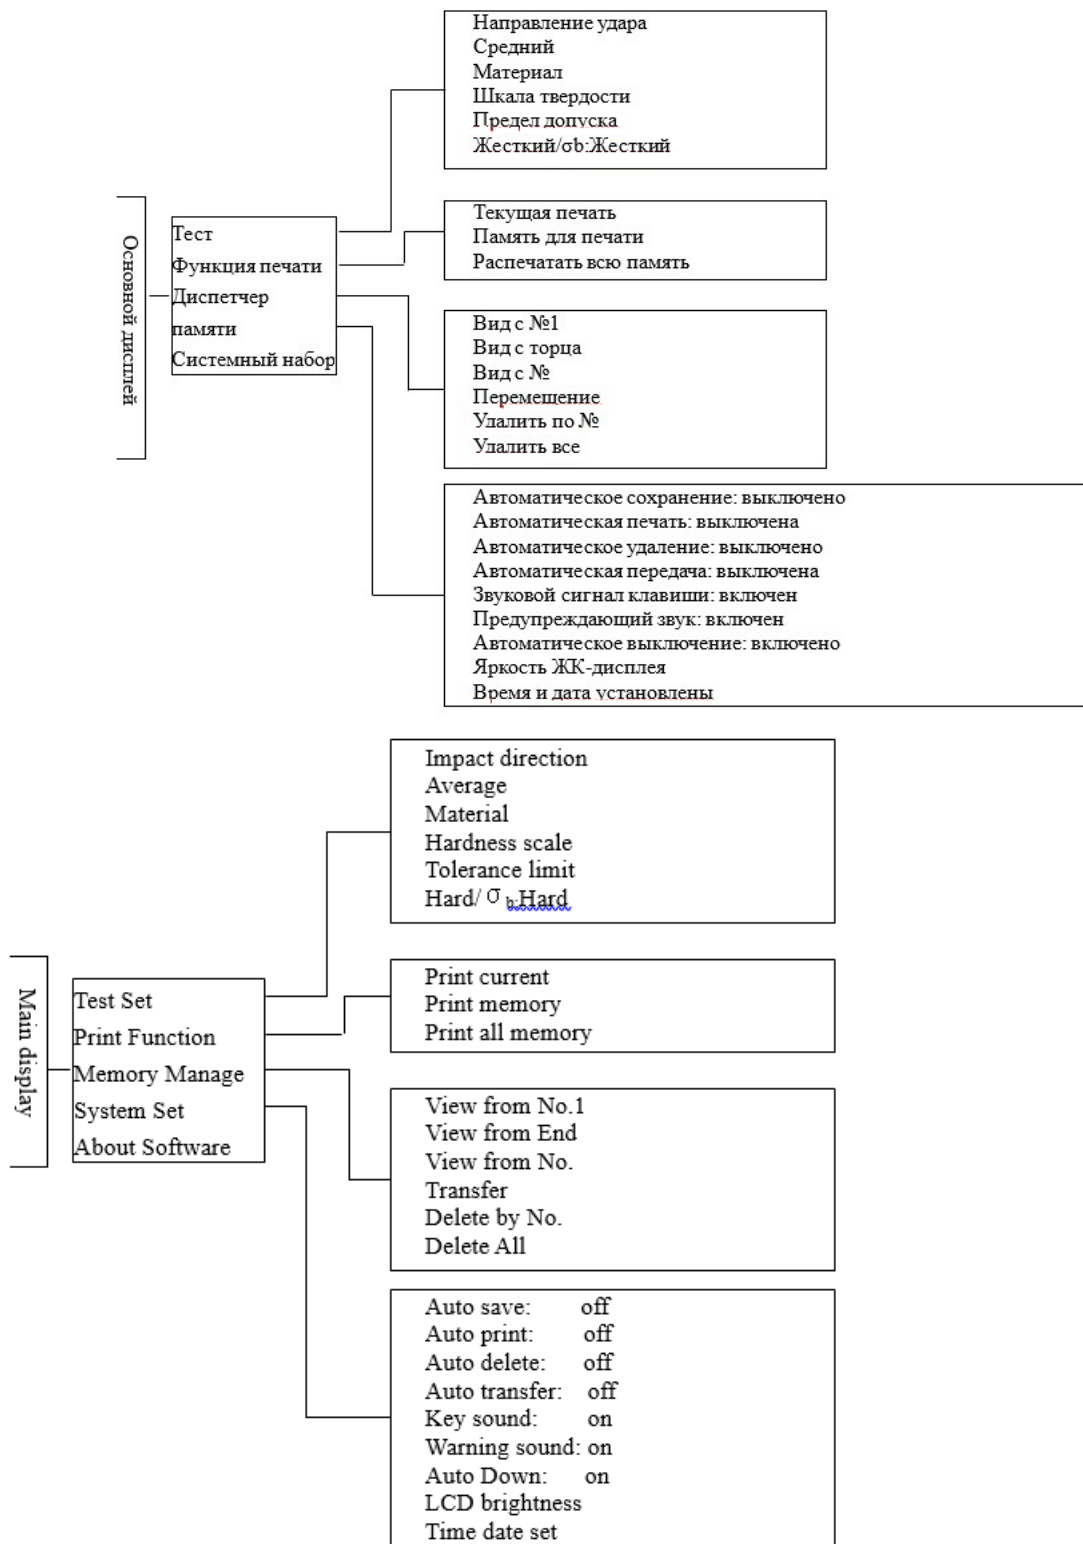 Направление удара
Средний
Материал
Шкала твердости
Предел допуска
Жесткий/σb:Жесткий
Основной дисплей
Тест
Функция печати
Диспетчер
памяти
Системный набор
Текущая печать
Память для печати
Распечатать всю память
Вид с №1
Вид с торца
Вид с №
Перемещение
Удалить по №
Удалить все
Автоматическое сохранение: выключено
Автоматическая печать: выключена
Автоматическое удаление: выключено
Автоматическая передача: выключена
Звуковой сигнал клавиши: включен
Предупреждающий звук: включен
Автоматическое выключение: включено
Яркость ЖК-дисплея
Время и дата установлены
Impact direction
Average
Material
Hardness scale
Tolerance limit
Hard/ σ b:Hard
Main display
Test Set
Print Function
Memory Manage
System Set
About Software
Print current
Print memory
Print all memory
View from No.1
View from End
View from No.
Transfer
Delete by No.
Delete All
Auto save: off
Auto print: off
Auto delete: off
Auto transfer: off
Key sound: on
Warning sound: on
Auto Down: on
LCD brightness
Time date set